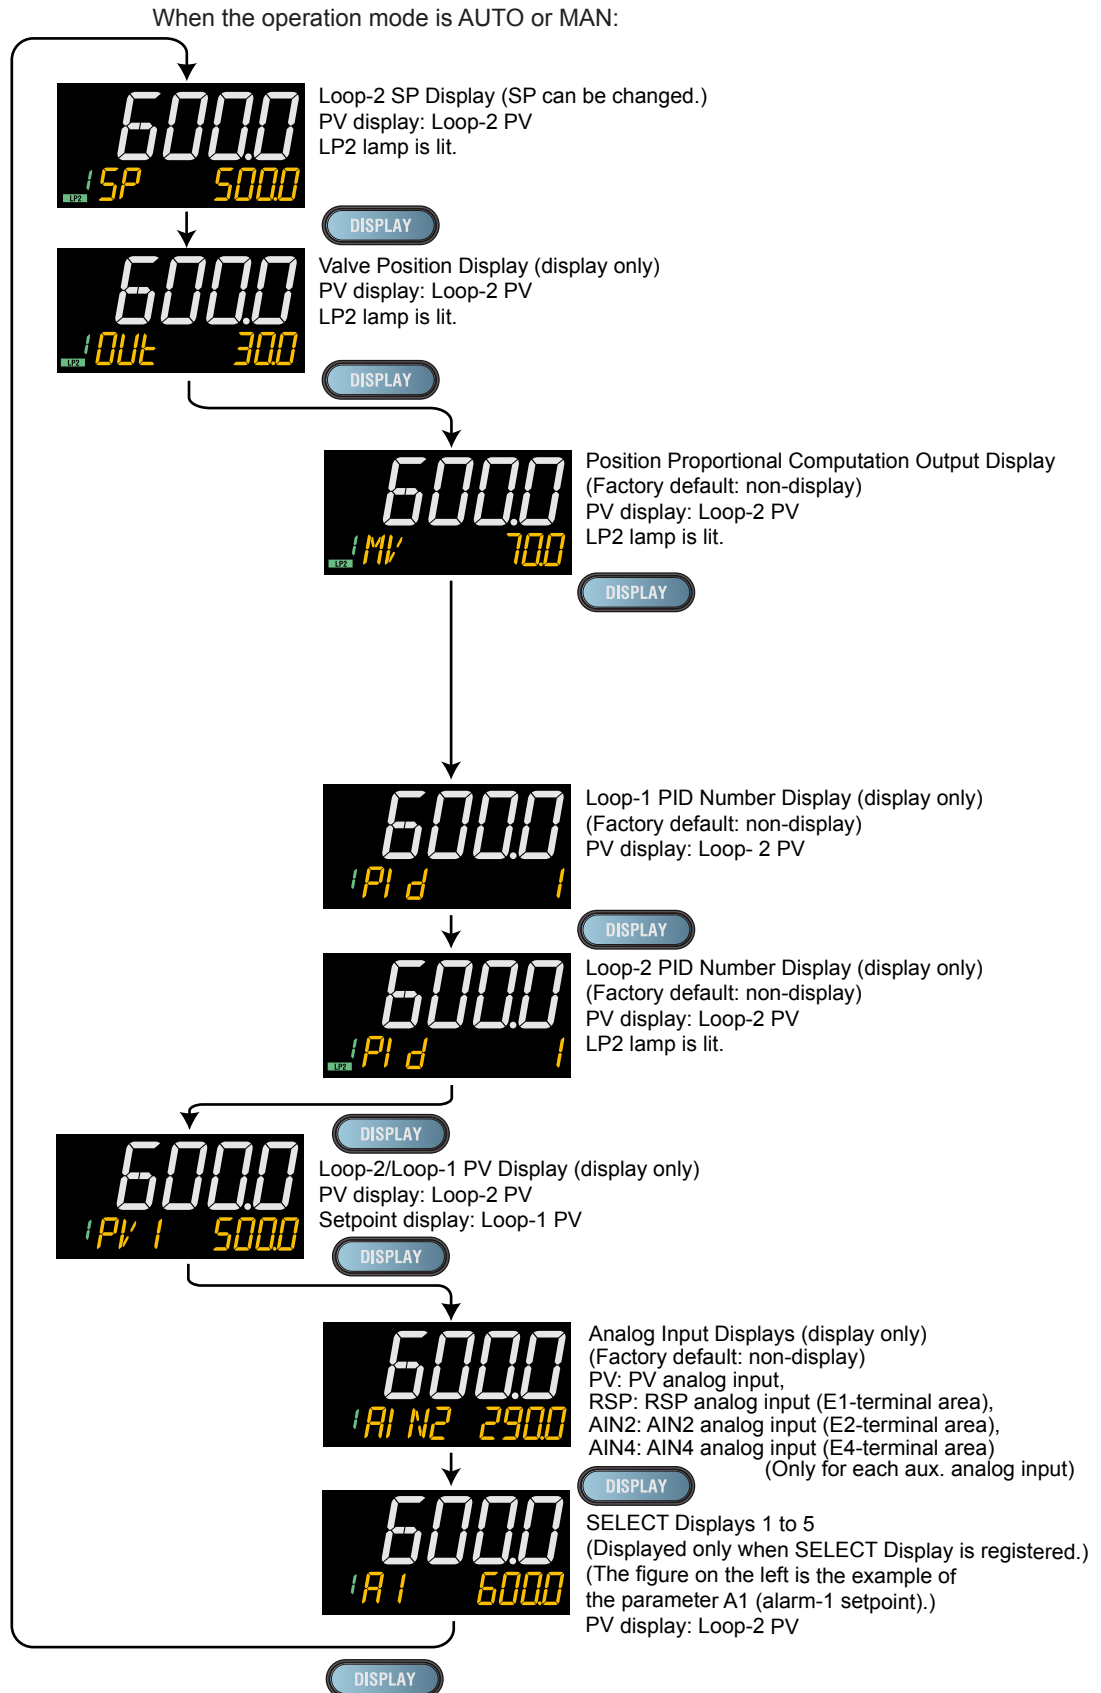 When the operation mode is AUTO or MAN:
600.0
LP2 1 SP 500.0
Loop-2 SP Display (SP can be changed.)
PV display: Loop-2 PV
LP2 lamp is lit.
DISPLAY
600.0
LP2 1 OUt 30.0
Valve Position Display (display only)
PV display: Loop-2 PV
LP2 lamp is lit.
DISPLAY
600.0
LP2 1 MV 70.0
Position Proportional Computation Output Display
(Factory default: non-display)
PV display: Loop-2 PV
LP2 lamp is lit.
DISPLAY
600.0
1 PId 1
Loop-1 PID Number Display (display only)
(Factory default: non-display)
PV display: Loop- 2 PV
DISPLAY
600.0
LP2 1 PId 1
Loop-2 PID Number Display (display only)
(Factory default: non-display)
PV display: Loop-2 PV
LP2 lamp is lit.
DISPLAY
600.0
1 PV 1 500.0
Loop-2/Loop-1 PV Display (display only)
PV display: Loop-2 PV
Setpoint display: Loop-1 PV
DISPLAY
600.0
1 AIN2 290.0
Analog Input Displays (display only)
(Factory default: non-display)
PV: PV analog input,
RSP: RSP analog input (E1-terminal area),
AIN2: AIN2 analog input (E2-terminal area),
AIN4: AIN4 analog input (E4-terminal area)
(Only for each aux. analog input)
DISPLAY
600.0
1 A1 600.0
SELECT Displays 1 to 5
(Displayed only when SELECT Display is registered.)
(The figure on the left is the example of
the parameter A1 (alarm-1 setpoint).)
PV display: Loop-2 PV
DISPLAY